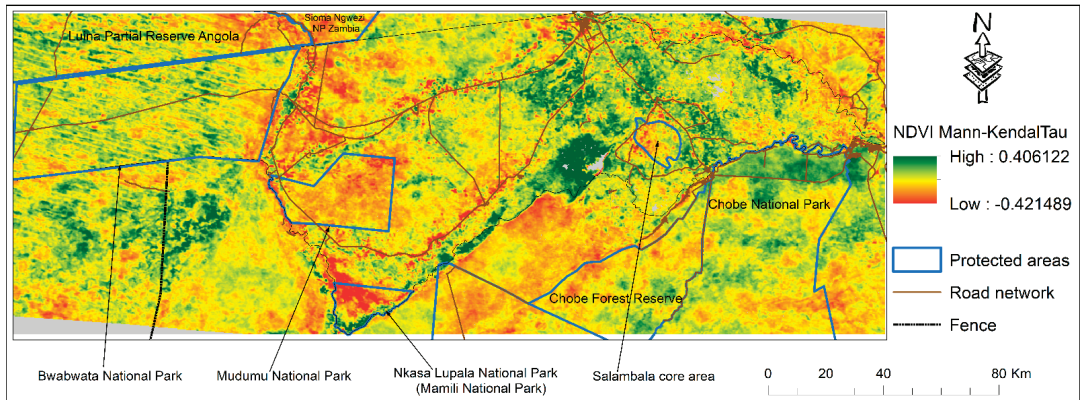 Luina Partial Reserve Angola
Sioma Ngwezi
NP Zambia
N
NDVI Mann-KendalTau
High : 0.406122
Low : -0.421489
Chobe National Park
Protected areas
Chobe Forest Reserve
Road network
Fence
Bwabwata National Park
Mudumu National Park
Nkasa Lupala National Park
(Mamili National Park)
Salambala core area
0 20 40 80 Km